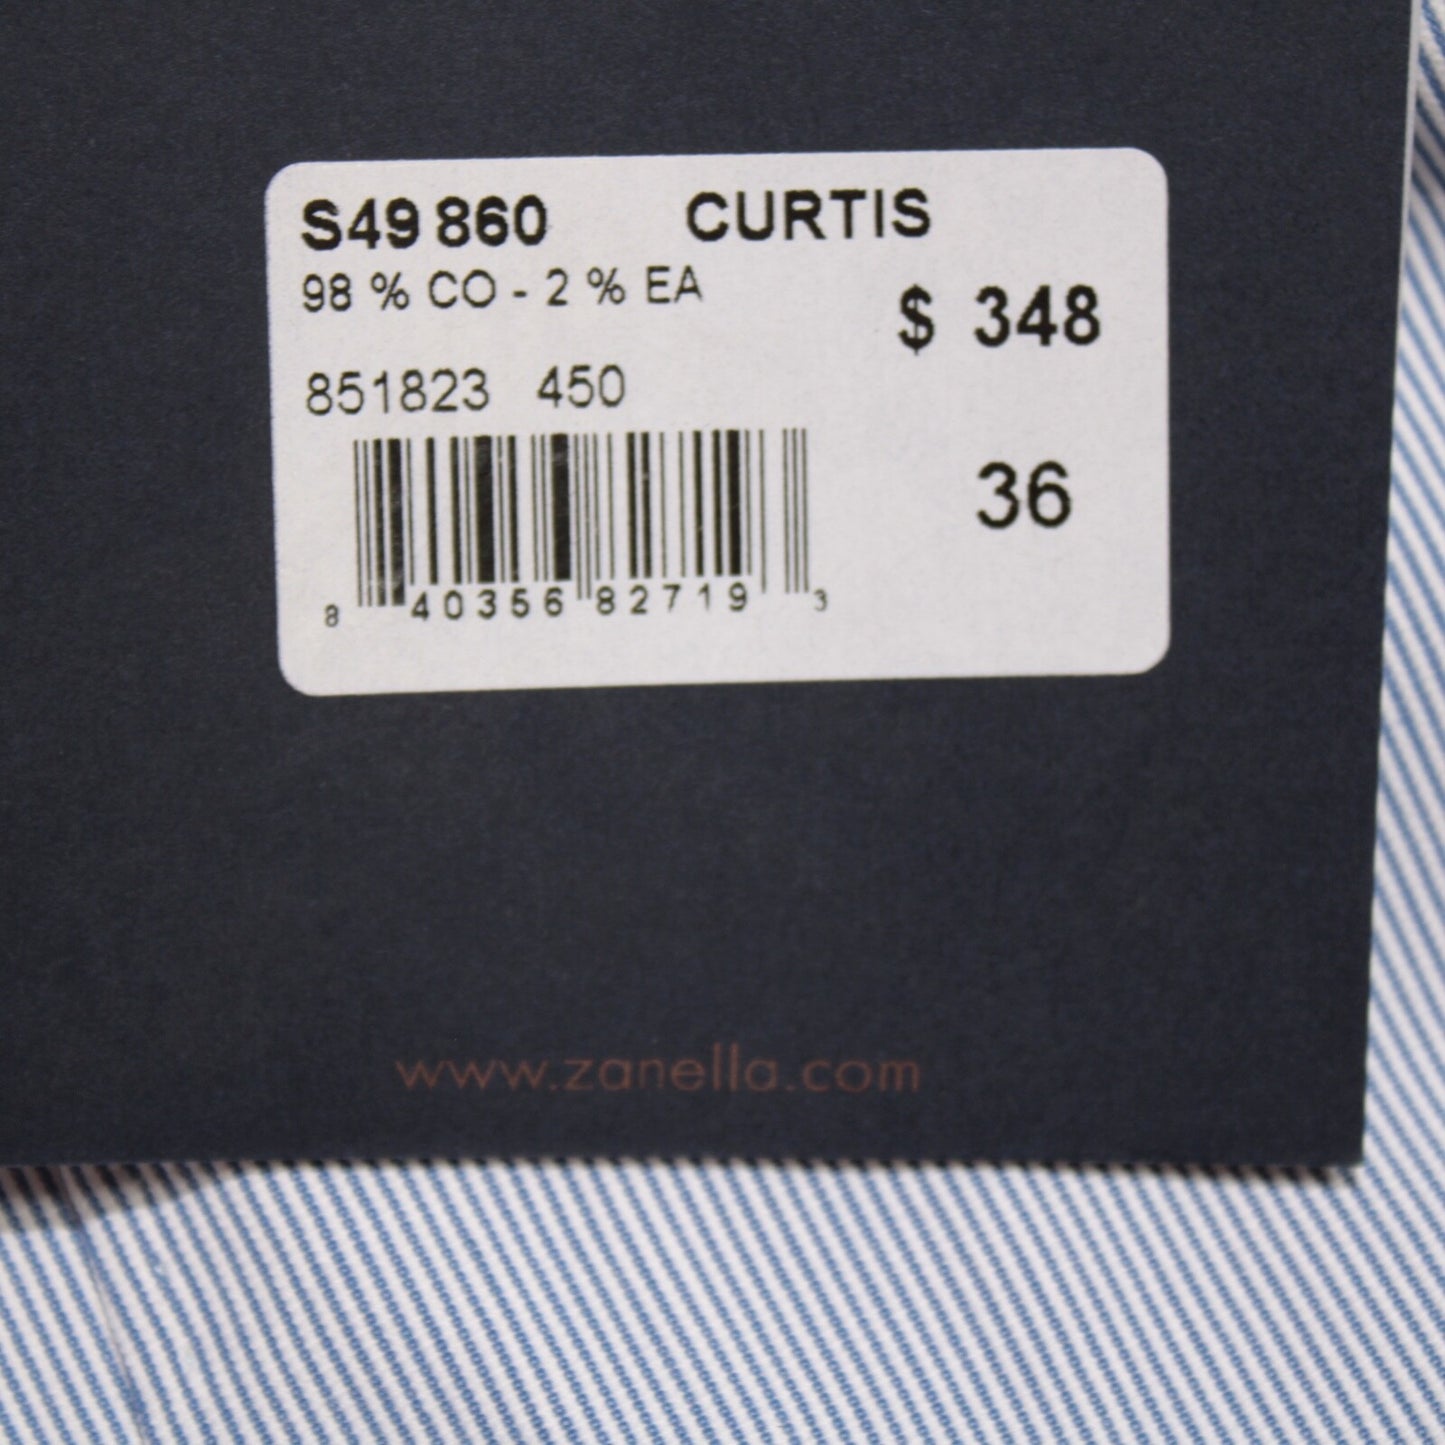 S49 860 CURTIS
98 % CO - 2 % EA
$ 348
851823 450
36
8 40356 82719 3
www.zanella.com